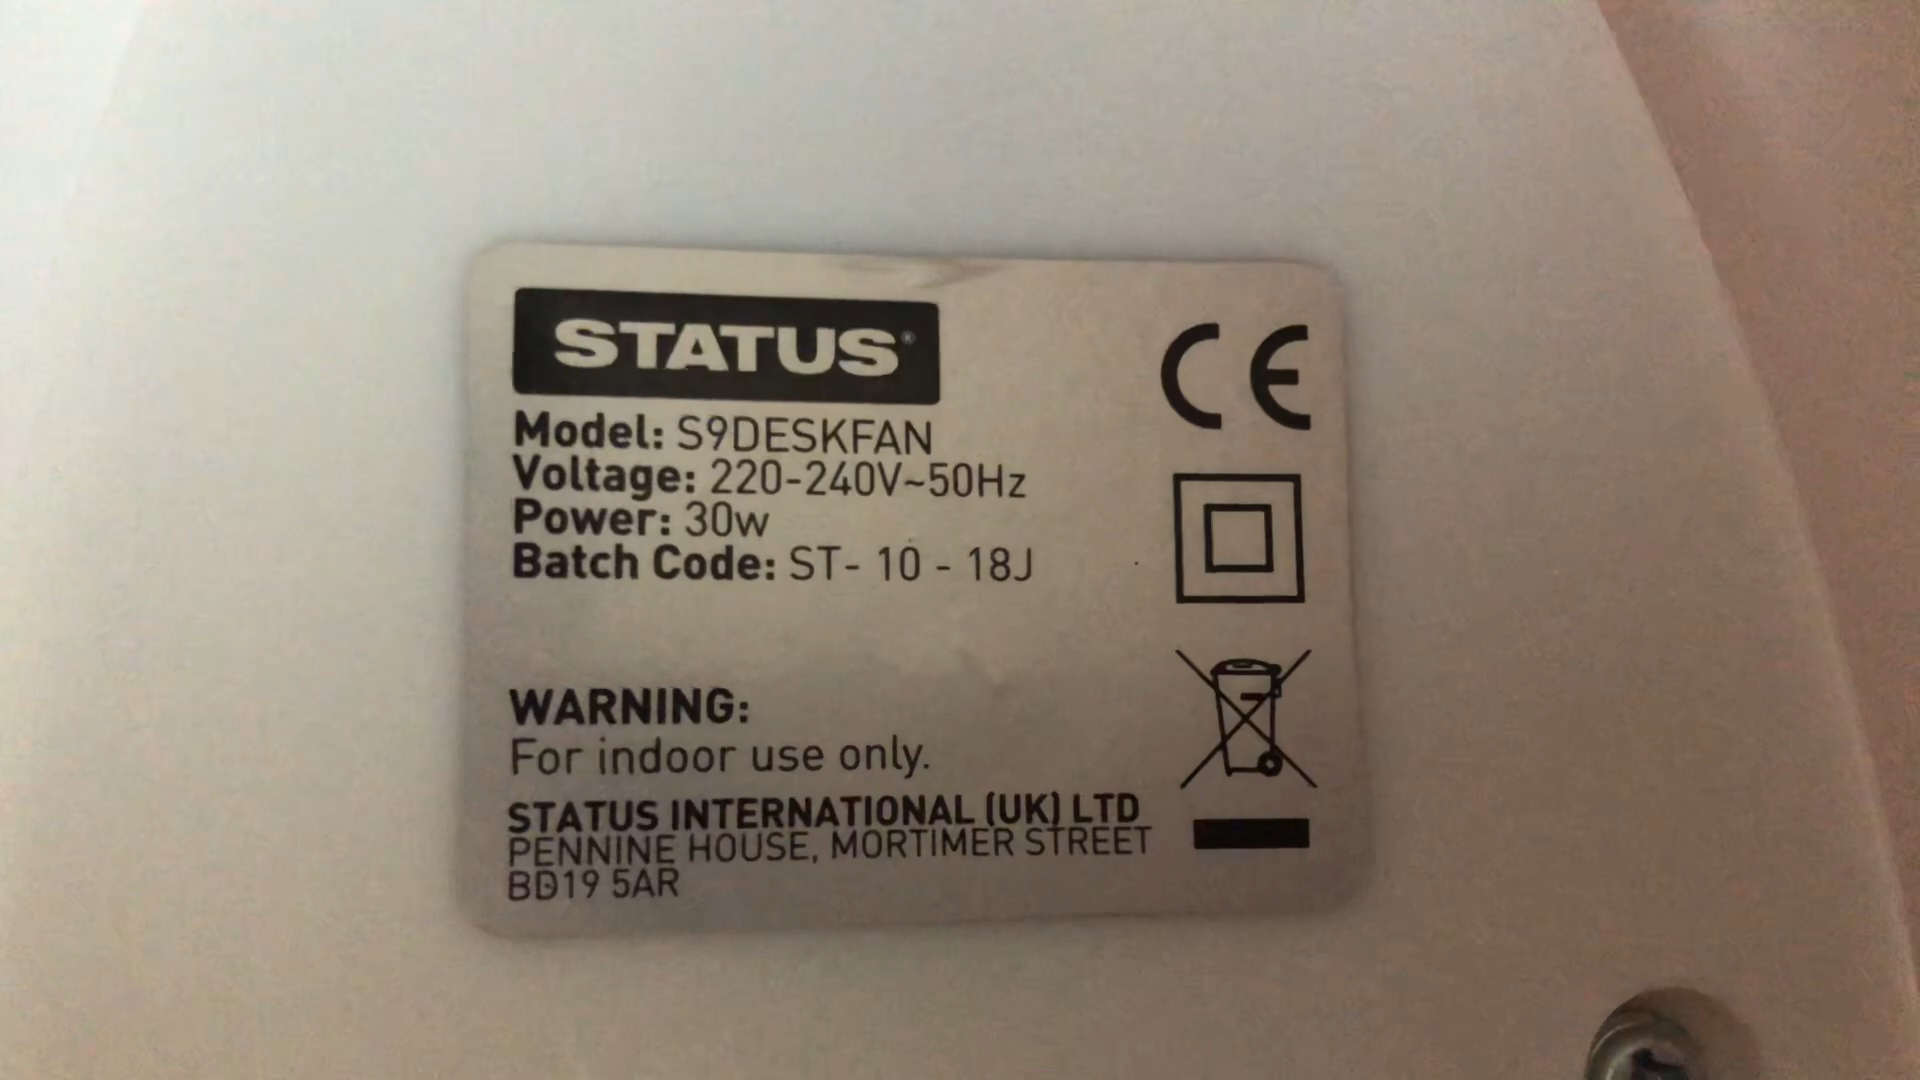 STATUS®
Model: S9DESKFAN
Voltage: 220-240V~50Hz
Power: 30w
Batch Code: ST- 10 - 18J
WARNING:
For indoor use only.
STATUS INTERNATIONAL (UK) LTD
PENNINE HOUSE, MORTIMER STREET
BD19 5AR
CE